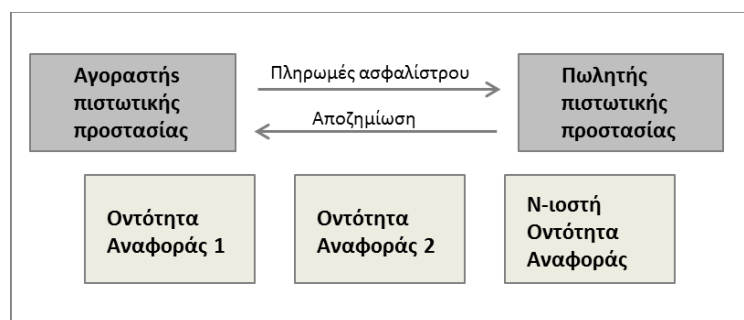 Αγοραστής
πιστωτικής
προστασίας
Πληρωμές ασφαλίστρου
Αποζημίωση
Πωλητής
πιστωτικής
προστασίας
Οντότητα
Αναφοράς 1
Οντότητα
Αναφοράς 2
Ν-ιοστή
Οντότητα
Αναφοράς